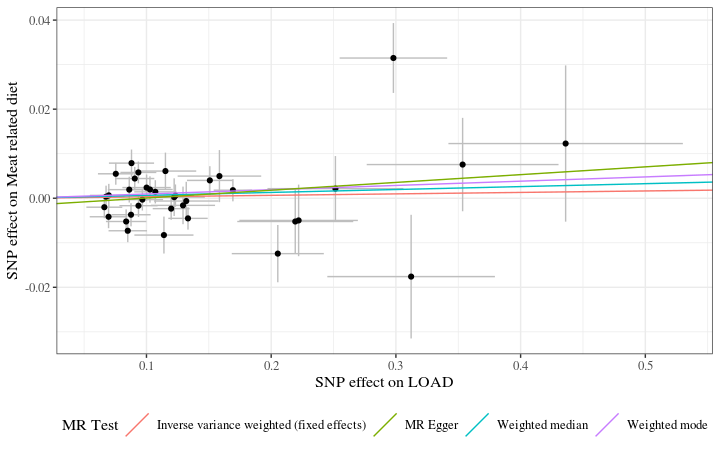 SNP effect on Meat related diet
0.04
0.02
0.00
-0.02
0.1 0.2 0.3 0.4 0.5
SNP effect on LOAD
MR Test Inverse variance weighted (fixed effects) MR Egger Weighted median Weighted mode